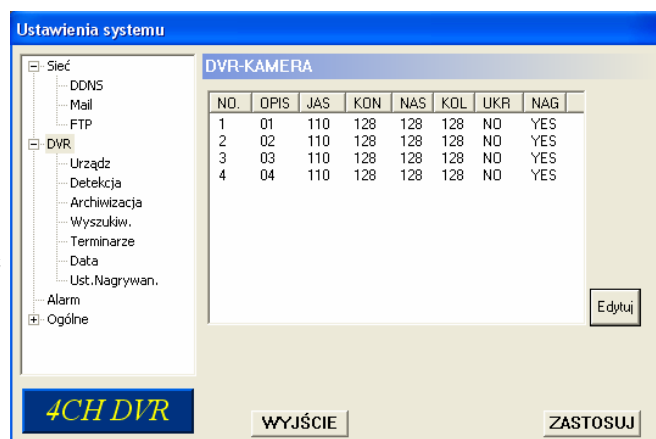 Ustawienia systemu
Sieć
DDNS
Mail
FTP
DVR
Urządz
Detekcja
Archiwizacja
Wyszukiw.
Terminarze
Data
Ust.Nagrywan.
Alarm
Ogólne
4CH DVR
DVR-KAMERA
NO. OPIS JAS KON NAS KOL UKR NAG
1 01 110 128 128 128 NO YES
2 02 110 128 128 128 NO YES
3 03 110 128 128 128 NO YES
4 04 110 128 128 128 NO YES
Edytuj
WYJŚCIE ZASTOSUJ